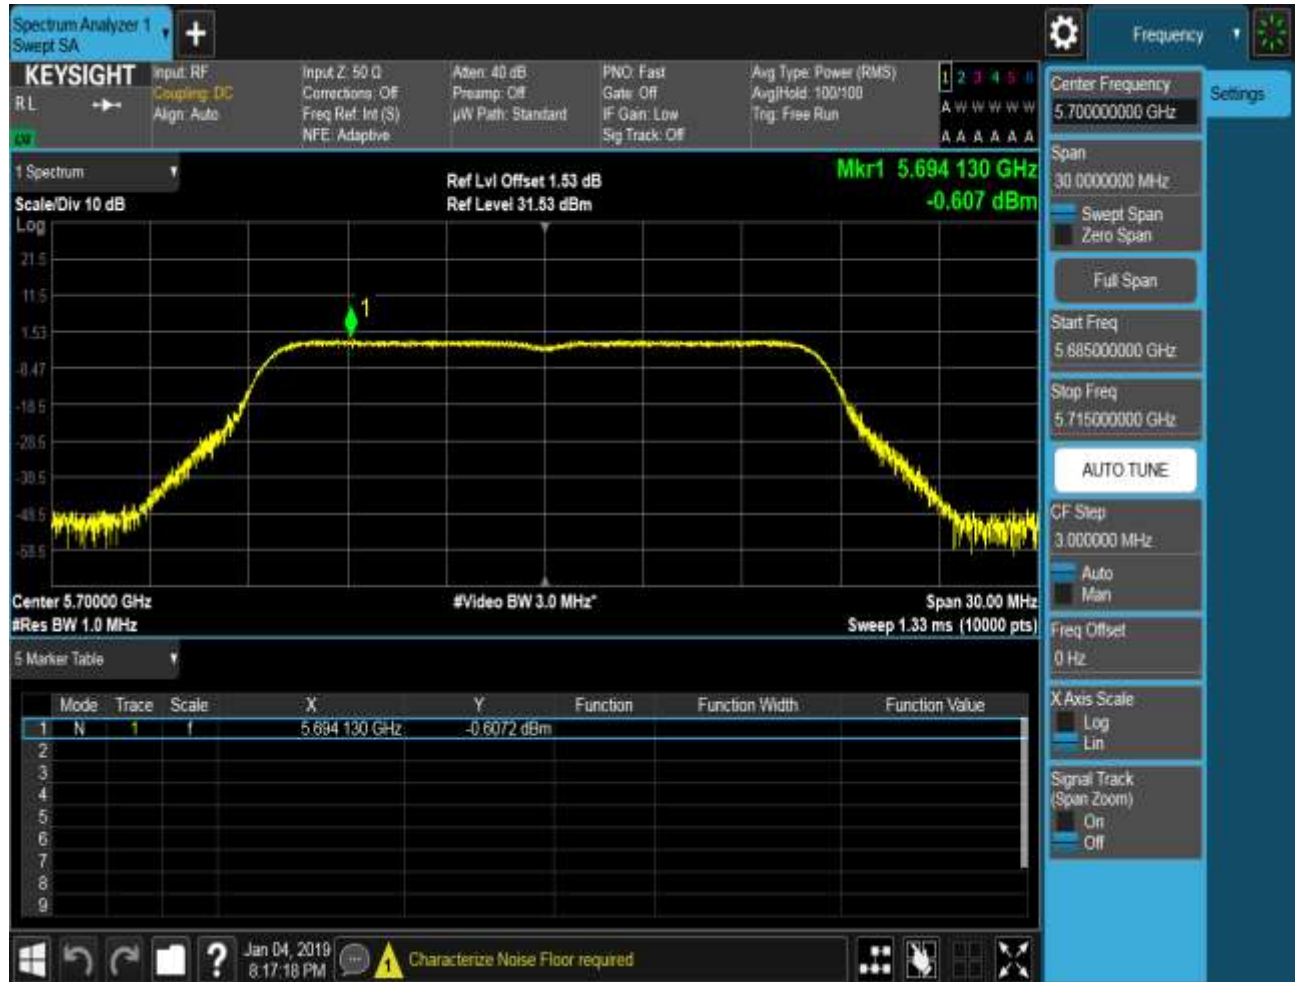 Spectrum Analyzer 1
Swept SA
+
Frequency
KEYSIGHT
RL
Input: RF
Coupling: DC
Align: Auto
Input Z: 50 Ω
Corrections: Off
Freq Ref: Int (S)
NFE: Adaptive
Atten: 40 dB
Preamp: Off
µW Path: Standard
PNO: Fast
Gate: Off
IF Gain: Low
Sig Track: Off
Avg Type: Power (RMS)
Avg|Hold: 100/100
Trig: Free Run
1 2 3 4 5 6
A W W W W W
A A A A A A
1 Spectrum
Scale/Div 10 dB
Log
Ref Lvl Offset 1.53 dB
Ref Level 31.53 dBm
Mkr1 5.694 130 GHz
-0.607 dBm
21.5
11.5
1.53
-8.47
-18.5
-28.5
-38.5
-48.5
-58.5
1
Center 5.70000 GHz
#Res BW 1.0 MHz
#Video BW 3.0 MHz*
Span 30.00 MHz
Sweep 1.33 ms (10000 pts)
5 Marker Table
Mode Trace Scale X Y Function Function Width Function Value
1 N 1 f 5.694 130 GHz -0.6072 dBm
2
3
4
5
6
7
8
9
Jan 04, 2019
8:17:18 PM
?
1
Characterize Noise Floor required
Center Frequency
5.700000000 GHz
Settings
Span
30.0000000 MHz
Swept Span
Zero Span
Full Span
Start Freq
5.685000000 GHz
Stop Freq
5.715000000 GHz
AUTO TUNE
CF Step
3.000000 MHz
Auto
Man
Freq Offset
0 Hz
X Axis Scale
Log
Lin
Signal Track
(Span Zoom)
On
Off